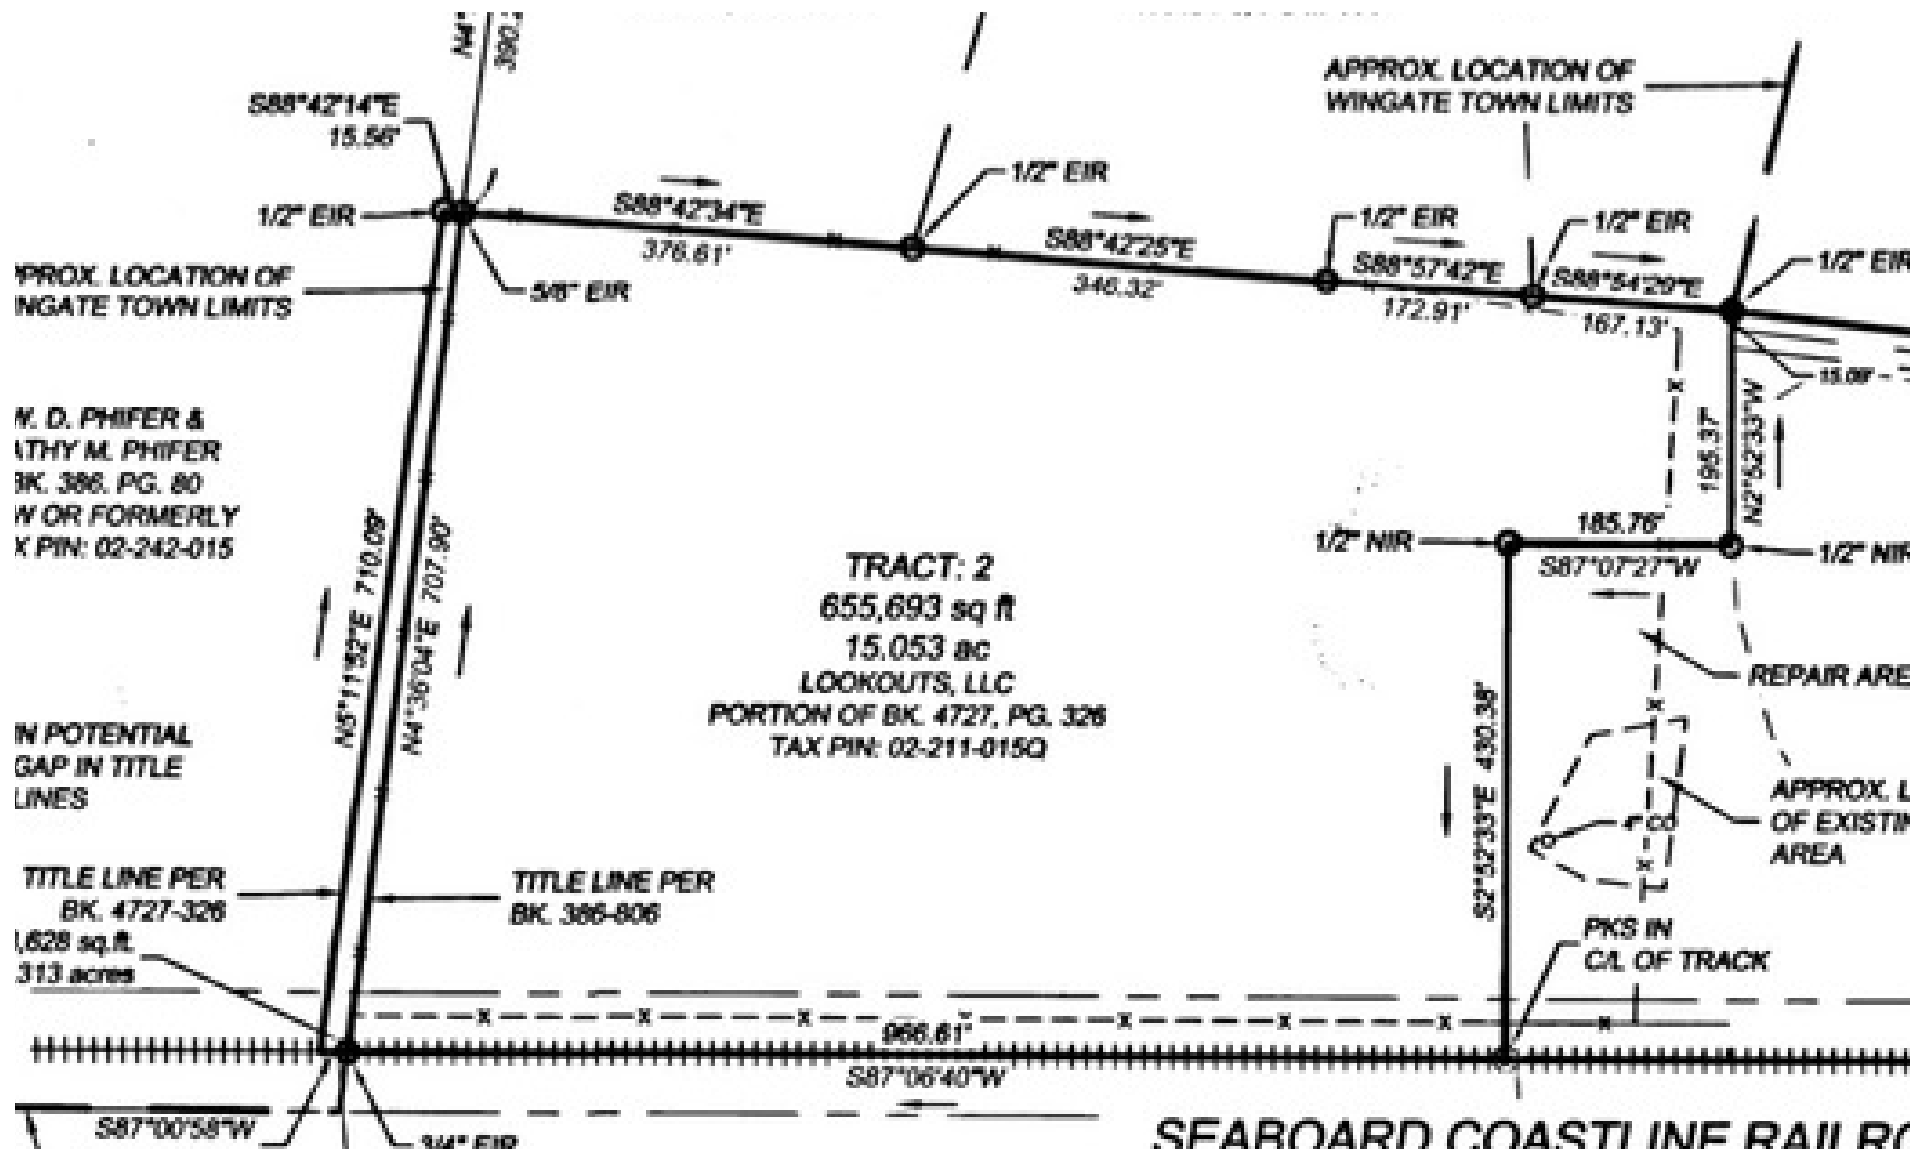 S88°42'14"E
15.56'
APPROX. LOCATION OF
WINGATE TOWN LIMITS
1/2" EIR
1/2" EIR
S88°42'34"E
376.61'
S88°42'25"E
346.32'
1/2" EIR
1/2" EIR
S88°57'42"E
172.91'
S88°54'29"E
167.13'
1/2" EIR
5/8" EIR
PPROX. LOCATION OF
NGATE TOWN LIMITS
15.09'
195.37'
N2°52'33"W
W. D. PHIFER &
ATHY M. PHIFER
BK. 386. PG. 80
W OR FORMERLY
X PIN: 02-242-015
N5°11'52"E 710.09'
N4°36'04"E 707.90'
1/2" NIR
185.76'
S87°07'27"W
1/2" NIR
TRACT: 2
655,693 sq ft
15.053 ac
LOOKOUTS, LLC
PORTION OF BK. 4727, PG. 326
TAX PIN: 02-211-015Q
REPAIR ARE
S2°52'33"E 430.38'
IN POTENTIAL
GAP IN TITLE
LINES
APPROX. L
OF EXISTIN
AREA
CO
TITLE LINE PER
BK. 4727-326
TITLE LINE PER
BK. 386-806
,628 sq.ft.
313 acres
PKS IN
C/L OF TRACK
966.61'
S87°06'40"W
S87°00'58"W
3/4" EIR
SEABOARD COASTLINE RAILRO